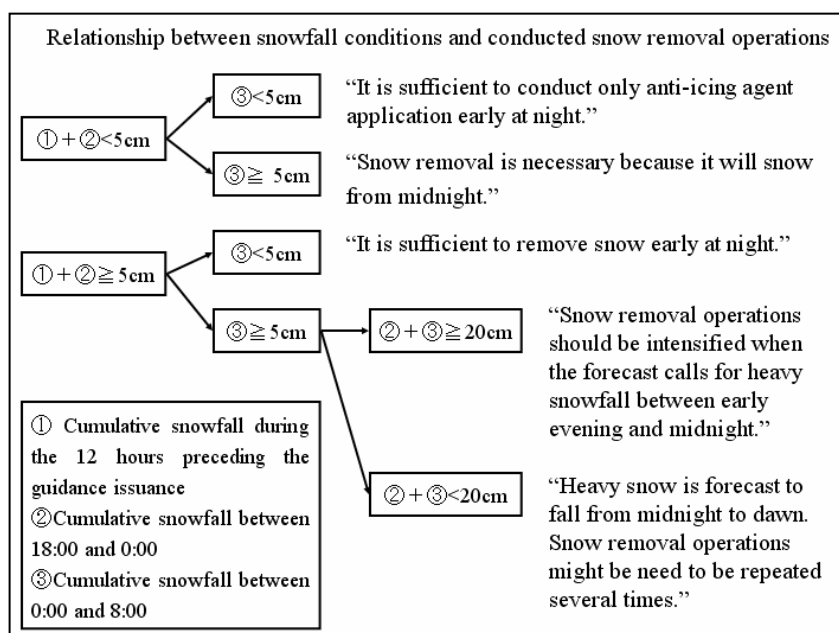 Relationship between snowfall conditions and conducted snow removal operations
①+②<5cm
③<5cm
“It is sufficient to conduct only anti-icing agent
application early at night.”
③≧ 5cm
“Snow removal is necessary because it will snow
from midnight.”
①+②≧5cm
③<5cm
“It is sufficient to remove snow early at night.”
③≧5cm
②+③≧20cm
“Snow removal operations
should be intensified when
the forecast calls for heavy
snowfall between early
evening and midnight.”
②+③<20cm
“Heavy snow is forecast to
fall from midnight to dawn.
Snow removal operations
might be need to be repeated
several times.”
① Cumulative snowfall during
the 12 hours preceding the
guidance issuance
②Cumulative snowfall between
18:00 and 0:00
③Cumulative snowfall between
0:00 and 8:00